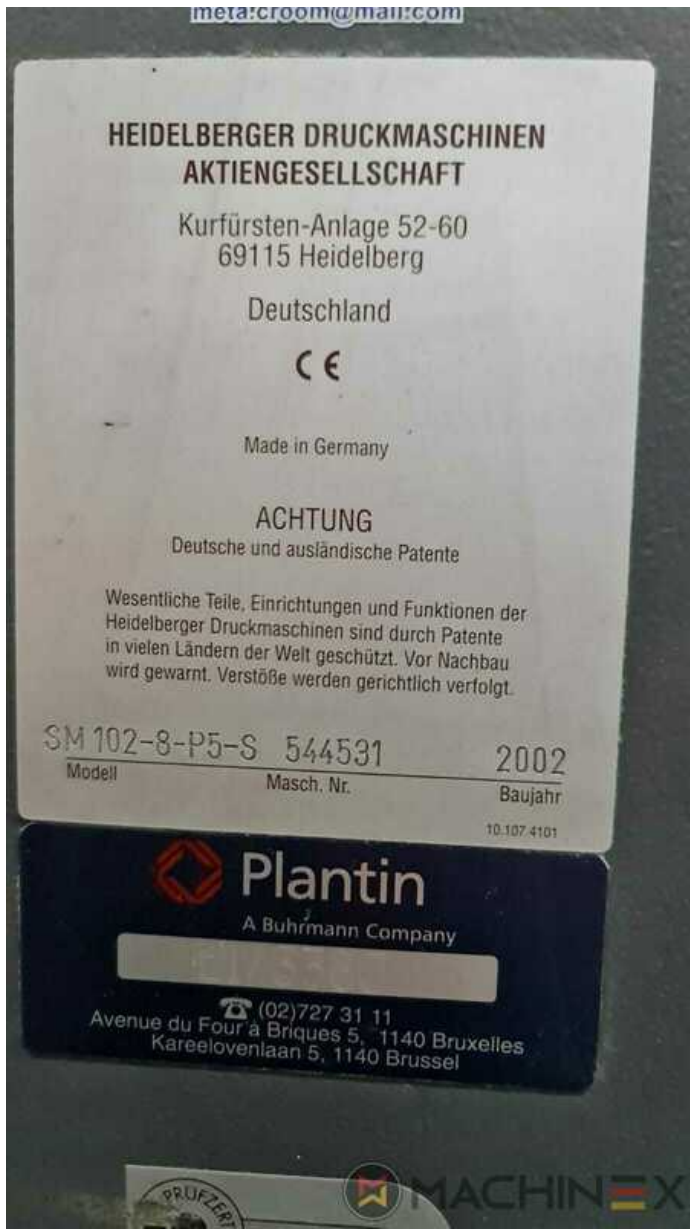 meta.croom@mail.com
HEIDELBERGER DRUCKMASCHINEN
AKTIENGESELLSCHAFT
Kurfürsten-Anlage 52-60
69115 Heidelberg
Deutschland
CE
Made in Germany
ACHTUNG
Deutsche und ausländische Patente
Wesentliche Teile, Einrichtungen und Funktionen der
Heidelberger Druckmaschinen sind durch Patente
in vielen Ländern der Welt geschützt. Vor Nachbau
wird gewarnt. Verstöße werden gerichtlich verfolgt.
SM 102-8-P5-S 544531 2002
Modell Masch. Nr. Baujahr
10.107.4101
Plantin
A Buhrmann Company
☎ (02)727 31 11
Avenue du Four à Briques 5, 1140 Bruxelles
Kareelovenlaan 5, 1140 Brussel
MACHINEX